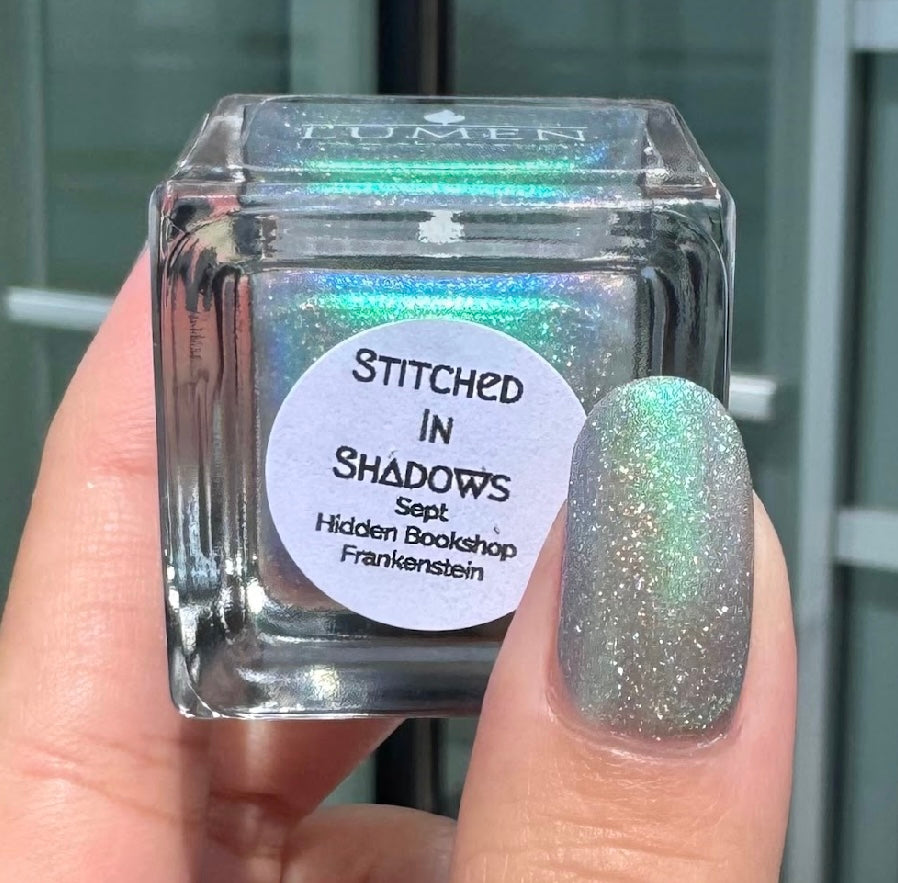 LUMEN
STITCHED
IN
SHADOWS
Sept
Hidden Bookshop
Frankenstein